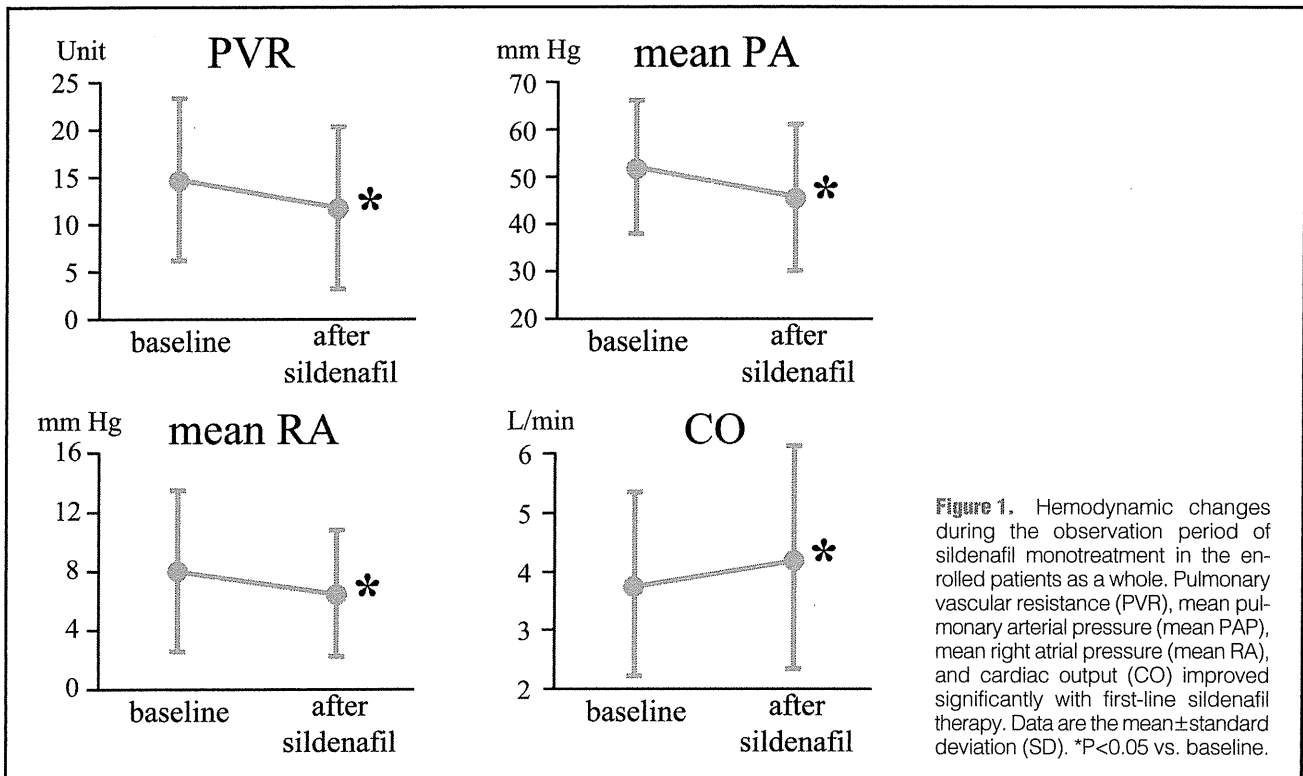 Unit
PVR
25
20
15
10
5
0
*
baseline
after
sildenafil
mm Hg
mean PA
70
60
50
40
30
20
*
baseline
after
sildenafil
mm Hg
mean RA
16
12
8
4
0
*
baseline
after
sildenafil
L/min
CO
6
5
4
3
2
*
baseline
after
sildenafil
Figure 1. Hemodynamic changes
during the observation period of
sildenafil monotreatment in the en-
rolled patients as a whole. Pulmonary
vascular resistance (PVR), mean pul-
monary arterial pressure (mean PAP),
mean right atrial pressure (mean RA),
and cardiac output (CO) improved
significantly with first-line sildenafil
therapy. Data are the mean±standard
deviation (SD). *P<0.05 vs. baseline.